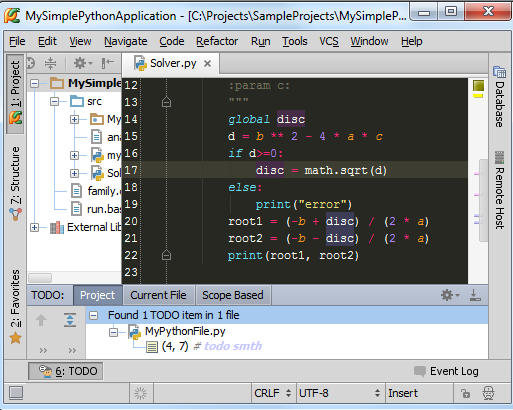 MySimplePythonApplication - [C:\Projects\SampleProjects\MySimpleP...
File Edit View Navigate Code Refactor Run Tools VCS Window Help
Solver.py
1: Project
Z: Structure
2: Favorites
MySimple
src
My
ana
my
Sol
family.
run.bas
External Lib
12 :param c:
13 """
14 global disc
15 d = b ** 2 - 4 * a * c
16 if d>=0:
17 disc = math.sqrt(d)
18 else:
19 print("error")
20 root1 = (-b + disc) / (2 * a)
21 root2 = (-b - disc) / (2 * a)
22 print(root1, root2)
23
Database
Remote Host
TODO: Project Current File Scope Based
Found 1 TODO item in 1 file
MyPythonFile.py
(4, 7) # todo smth
6: TODO Event Log
CRLF UTF-8 Insert